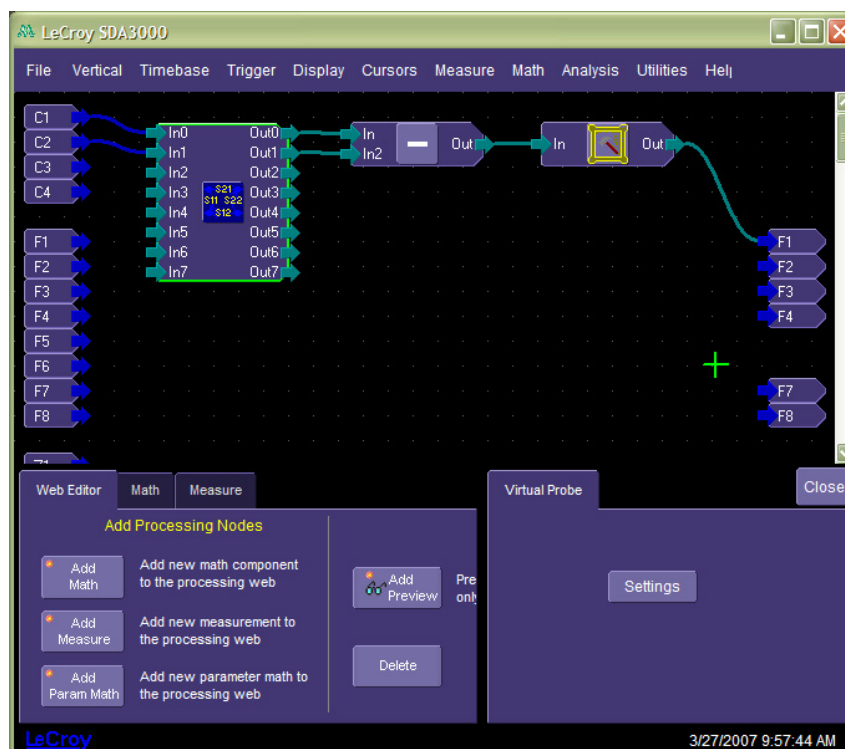 LeCroy SDA3000
File Vertical Timebase Trigger Display Cursors Measure Math Analysis Utilities Help
C1
C2
C3
C4
F1
F2
F3
F4
F5
F6
F7
F8
In0 Out0
In1 Out1
In2 Out2
In3 Out3
In4 Out4
In5 Out5
In6 Out6
In7 Out7
S21
S11 S22
S12
In
In2
Out
In
Out
F1
F2
F3
F4
F7
F8
Web Editor Math Measure
Add Processing Nodes
Add Math
Add new math component
to the processing web
Add Measure
Add new measurement to
the processing web
Add Param Math
Add new parameter math to
the processing web
Add Preview
Pre
only
Delete
Virtual Probe
Close
Settings
LeCroy
3/27/2007 9:57:44 AM